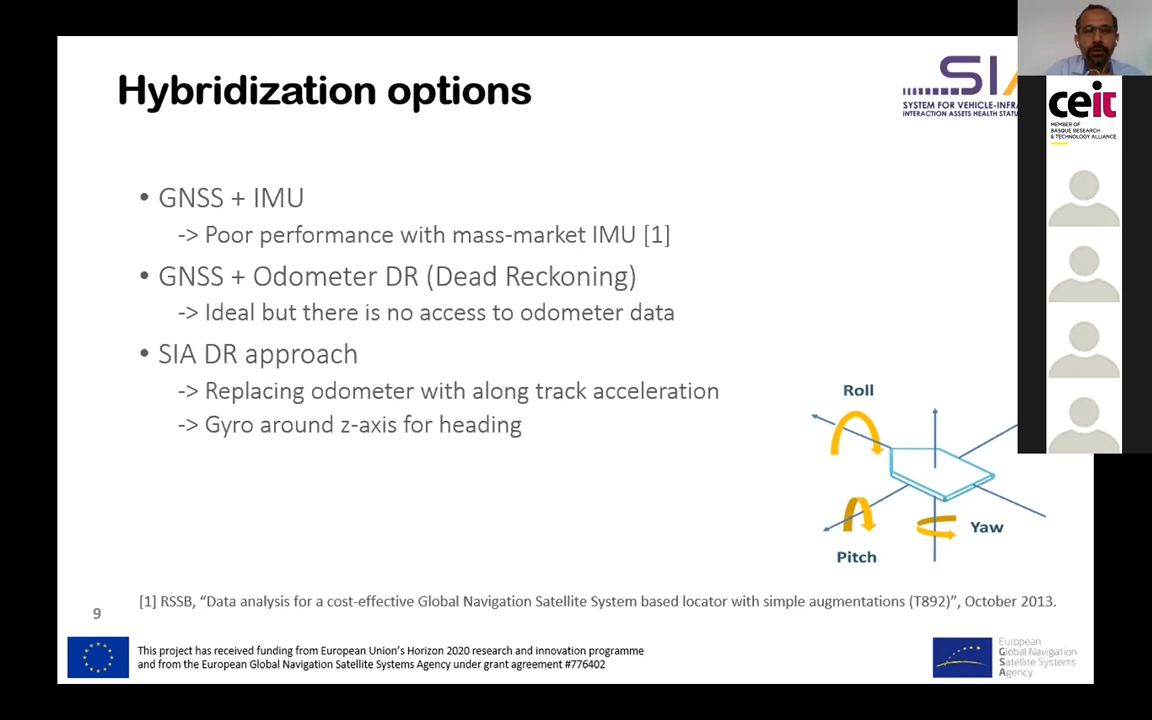 Hybridization options
SIA
SYSTEM FOR VEHICLE-INFRA
INTERACTION ASSETS HEALTH STATU
ceit
MEMBER OF
BASQUE RESEARCH
& TECHNOLOGY ALLIANCE
• GNSS + IMU
-> Poor performance with mass-market IMU [1]
• GNSS + Odometer DR (Dead Reckoning)
-> Ideal but there is no access to odometer data
• SIA DR approach
-> Replacing odometer with along track acceleration
-> Gyro around z-axis for heading
Roll
Yaw
Pitch
[1] RSSB, “Data analysis for a cost-effective Global Navigation Satellite System based locator with simple augmentations (T892)”, October 2013.
9
This project has received funding from European Union’s Horizon 2020 research and innovation programme
and from the European Global Navigation Satellite Systems Agency under grant agreement #776402
European
Global Navigation
Satellite Systems
Agency